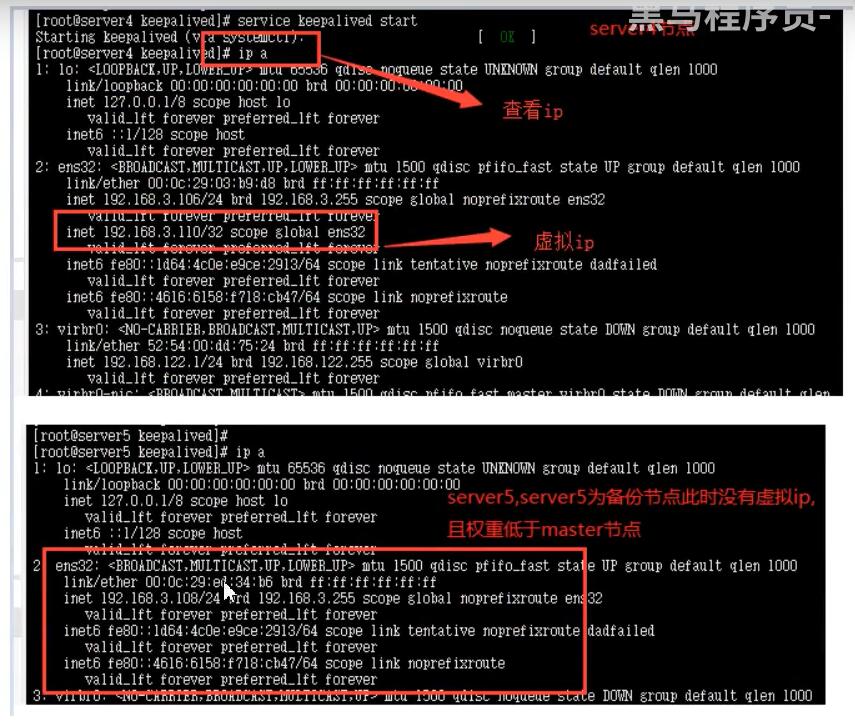 黑马程序员-
[root@server4 keepalived]# service keepalived start
Starting keepalived (via systemctl): [ OK ]
server4节点
[root@server4 keepalived]# ip a
1: lo: <LOOPBACK,UP,LOWER_UP> mtu 65536 qdisc noqueue state UNKNOWN group default qlen 1000
link/loopback 00:00:00:00:00:00 brd 00:00:00:00:00:00
查看ip
inet 127.0.0.1/8 scope host lo
valid_lft forever preferred_lft forever
inet6 ::1/128 scope host
valid_lft forever preferred_lft forever
2: ens32: <BROADCAST,MULTICAST,UP,LOWER_UP> mtu 1500 qdisc pfifo_fast state UP group default qlen 1000
link/ether 00:0c:29:03:b9:d8 brd ff:ff:ff:ff:ff:ff
inet 192.168.3.106/24 brd 192.168.3.255 scope global noprefixroute ens32
valid_lft forever preferred_lft forever
inet 192.168.3.110/32 scope global ens32
虚拟ip
valid_lft forever preferred_lft forever
inet6 fe80::1d64:4c0e:e9ce:2913/64 scope link tentative noprefixroute dadfailed
valid_lft forever preferred_lft forever
inet6 fe80::4616:6158:f718:cb47/64 scope link noprefixroute
valid_lft forever preferred_lft forever
3: virbr0: <NO-CARRIER,BROADCAST,MULTICAST,UP> mtu 1500 qdisc noqueue state DOWN group default qlen 1000
link/ether 52:54:00:dd:75:24 brd ff:ff:ff:ff:ff:ff
inet 192.168.122.1/24 brd 192.168.122.255 scope global virbr0
valid_lft forever preferred_lft forever
4: virbr0-nic: <BROADCAST,MULTICAST> mtu 1500 qdisc pfifo_fast master virbr0 state DOWN group default qlen
[root@server5 keepalived]#
[root@server5 keepalived]# ip a
1: lo: <LOOPBACK,UP,LOWER_UP> mtu 65536 qdisc noqueue state UNKNOWN group default qlen 1000
link/loopback 00:00:00:00:00:00 brd 00:00:00:00:00:00
inet 127.0.0.1/8 scope host lo
server5,server5为备份节点此时没有虚拟ip,
valid_lft forever preferred_lft forever
且权重低于master节点
inet6 ::1/128 scope host
valid_lft forever preferred_lft forever
2 ens32: <BROADCAST,MULTICAST,UP,LOWER_UP> mtu 1500 qdisc pfifo_fast state UP group default qlen 1000
link/ether 00:0c:29:ed:34:b6 brd ff:ff:ff:ff:ff:ff
inet 192.168.3.108/24 brd 192.168.3.255 scope global noprefixroute ens32
valid_lft forever preferred_lft forever
inet6 fe80::1d64:4c0e:e9ce:2913/64 scope link tentative noprefixroute dadfailed
valid_lft forever preferred_lft forever
inet6 fe80::4616:6158:f718:cb47/64 scope link noprefixroute
valid_lft forever preferred_lft forever
3: virbr0: <NO-CARRIER,BROADCAST,MULTICAST,UP> mtu 1500 qdisc noqueue state DOWN group default qlen 1000